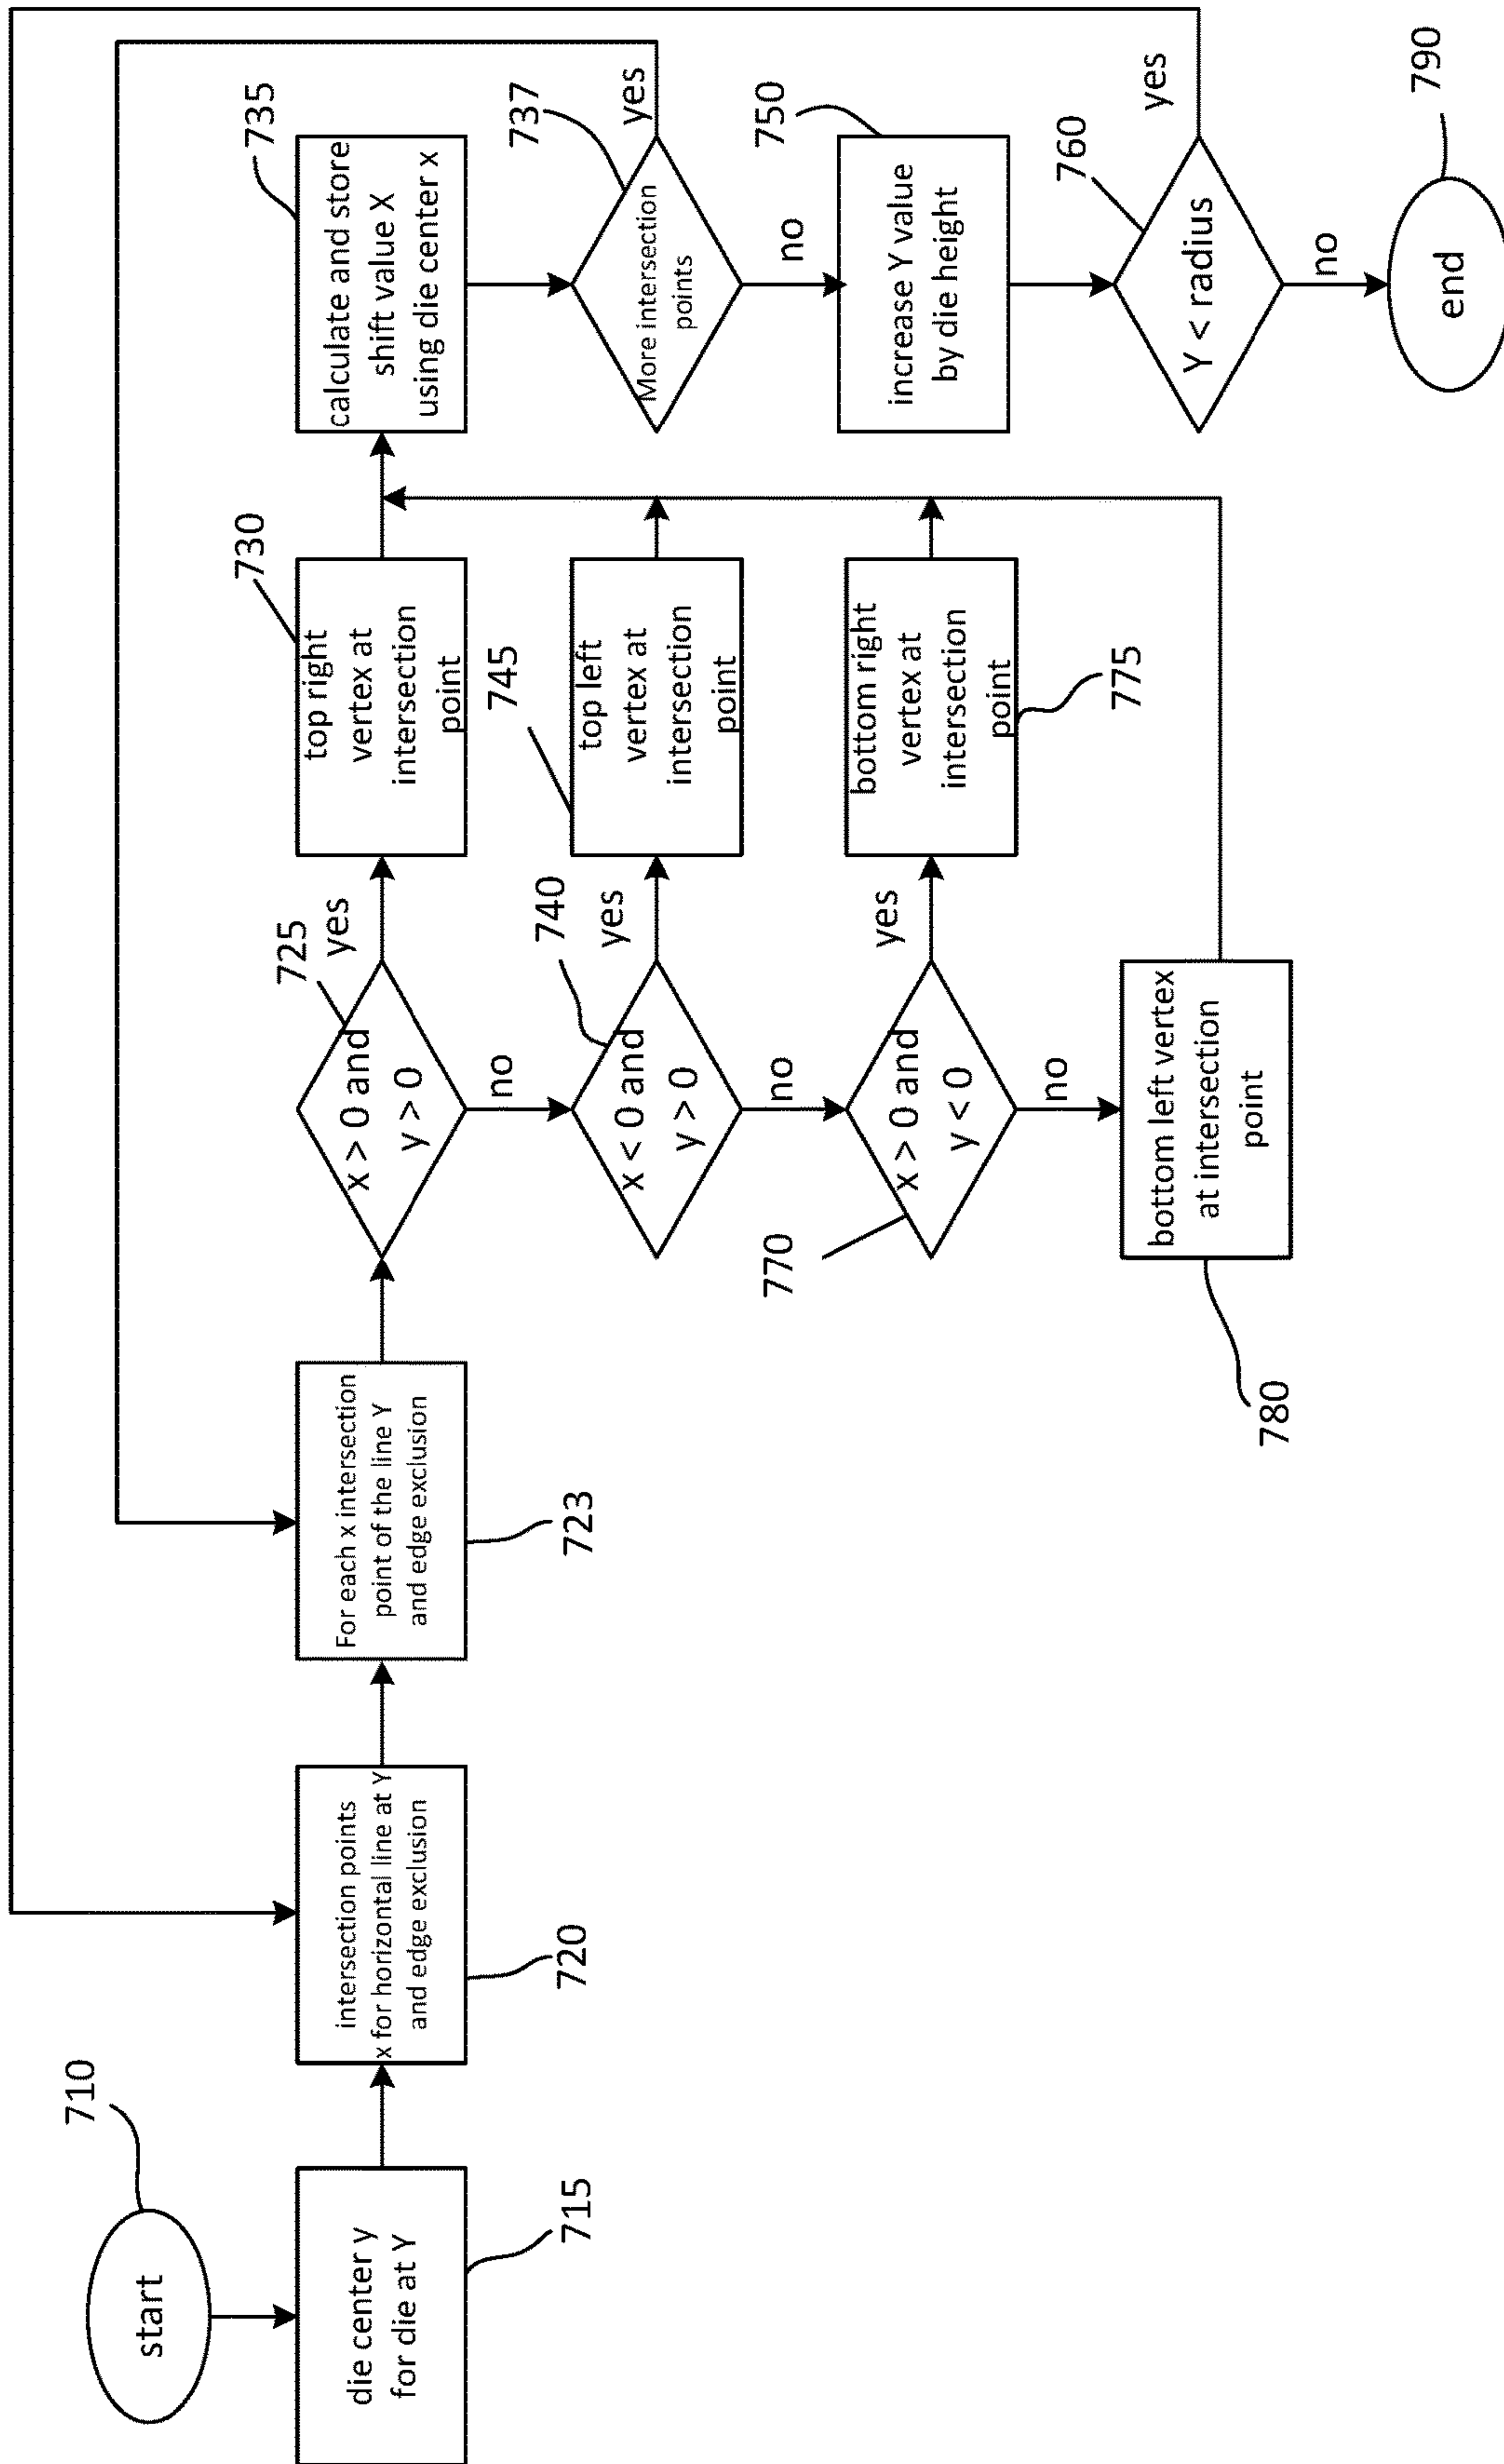 start
710
die center y
for die at Y
715
intersection points
x for horizontal line at Y
and edge exclusion
720
For each x intersection
point of the line Y
and edge exclusion
723
x > 0 and
y > 0
725
yes
no
top right
vertex at
intersection
point
730
calculate and store
shift value X
using die center x
735
x < 0 and
y > 0
740
yes
no
top left
vertex at
intersection
point
745
More intersection
points
737
yes
no
x > 0 and
y < 0
770
yes
no
bottom right
vertex at
intersection
point
775
increase Y value
by die height
750
bottom left vertex
at intersection
point
780
Y < radius
760
yes
no
end
790